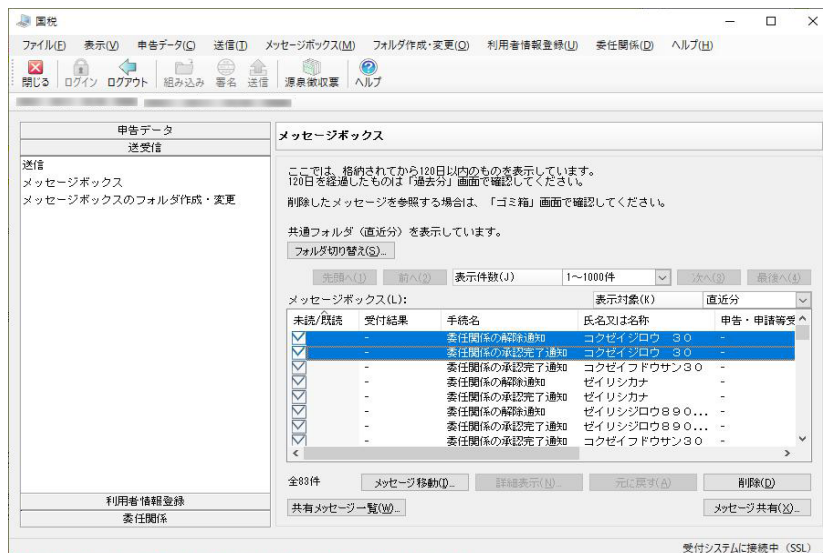 国税
ファイル(F) 表示(V) 申告データ(C) 送信(T) メッセージボックス(M) フォルダ作成・変更(O) 利用者情報登録(U) 委任関係(D) ヘルプ(H)
閉じる ログイン ログアウト 組み込み 署名 送信 源泉徴収票 ヘルプ
申告データ
送受信
送信
メッセージボックス
メッセージボックスのフォルダ作成・変更
利用者情報登録
委任関係
メッセージボックス
ここでは、格納されてから120日以内のものを表示しています。
120日を経過したものは「過去分」画面で確認してください。
削除したメッセージを参照する場合は、「ゴミ箱」画面で確認してください。
共通フォルダ(直近分)を表示しています。
フォルダ切り替え(S)...
先頭へ(1) 前へ(2) 表示件数(J) 1～1000件 次へ(3) 最後へ(4)
メッセージボックス(L): 表示対象(K) 直近分
未読/既読 受付結果 手続名 氏名又は名称 申告・申請等受
- 委任関係の解除通知 コクゼイジロウ 30 -
- 委任関係の承認完了通知 コクゼイジロウ 30 -
- 委任関係の承認完了通知 コクゼイフドウサン30 -
- 委任関係の解除通知 ゼイリシカナ -
- 委任関係の承認完了通知 ゼイリシカナ -
- 委任関係の解除通知 ゼイリシジロウ890... -
- 委任関係の承認完了通知 ゼイリシジロウ890... -
- 委任関係の承認完了通知 コクゼイフドウサン30 -
全83件 メッセージ移動(I)... 詳細表示(N)... 元に戻す(A) 削除(D)
共有メッセージ一覧(W)... メッセージ共有(X)...
受付システムに接続中 (SSL)